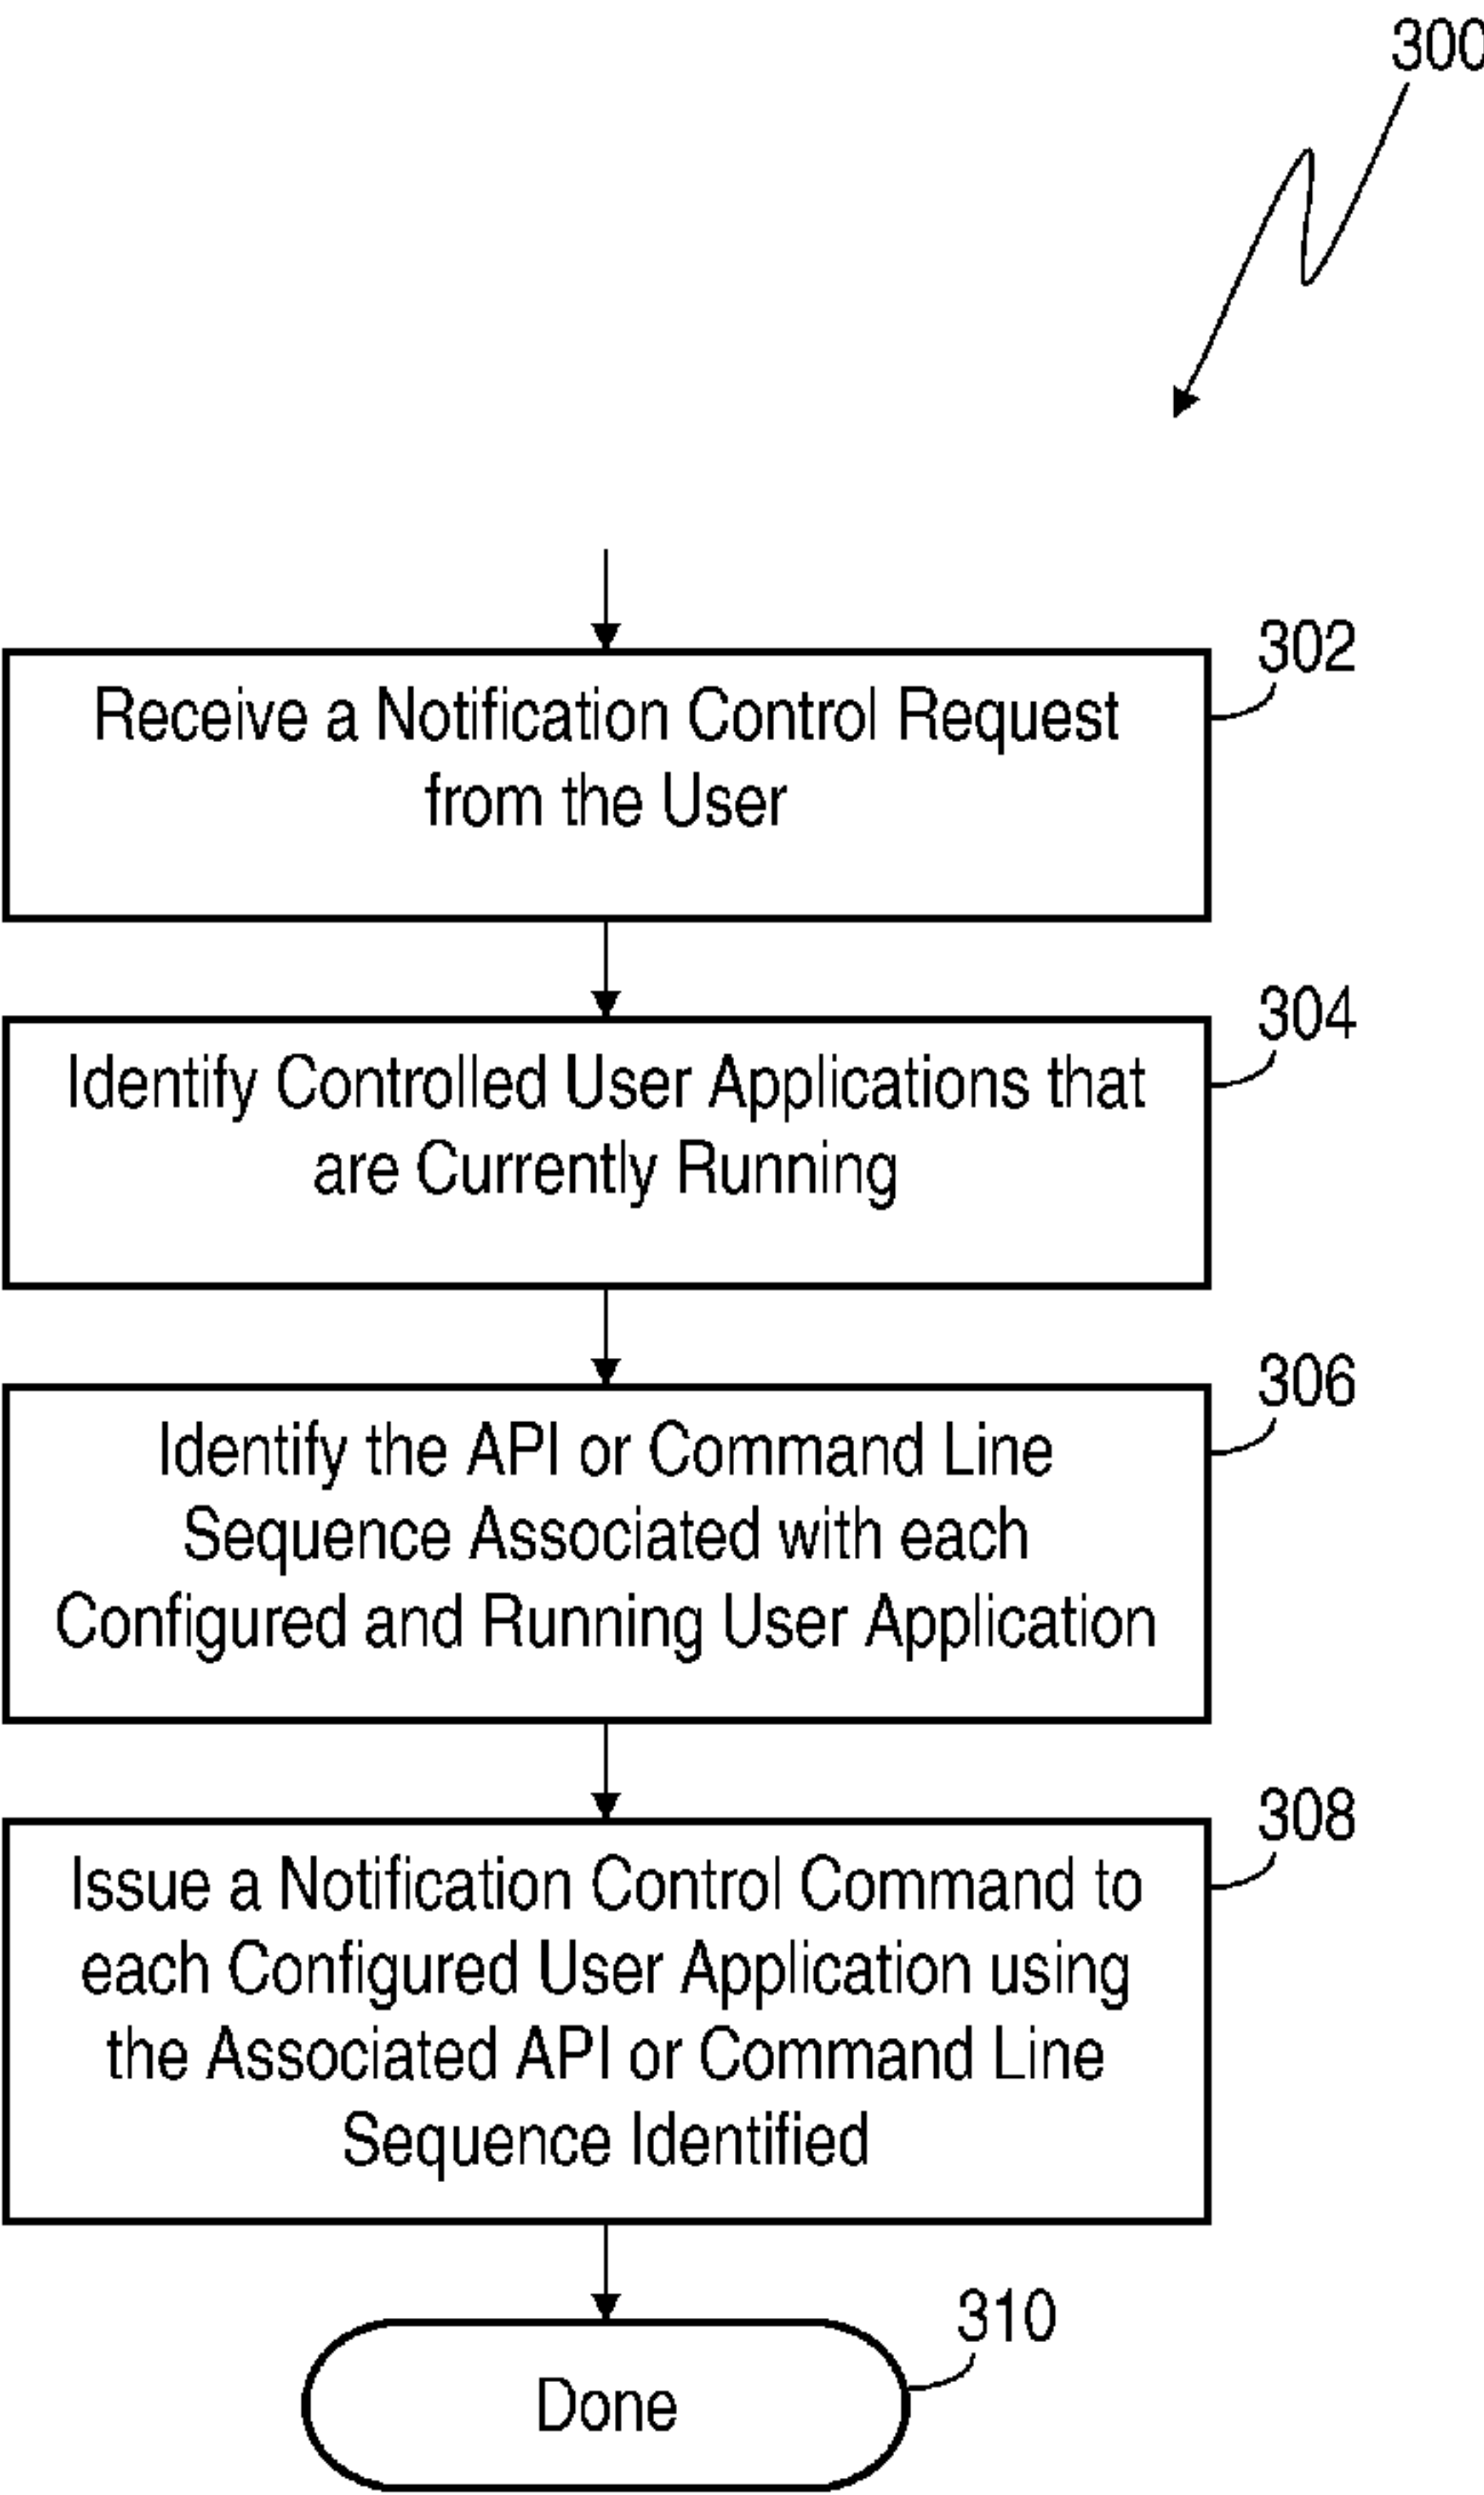 300
302
Receive a Notification Control Request
from the User
304
Identify Controlled User Applications that
are Currently Running
306
Identify the API or Command Line
Sequence Associated with each
Configured and Running User Application
308
Issue a Notification Control Command to
each Configured User Application using
the Associated API or Command Line
Sequence Identified
310
Done